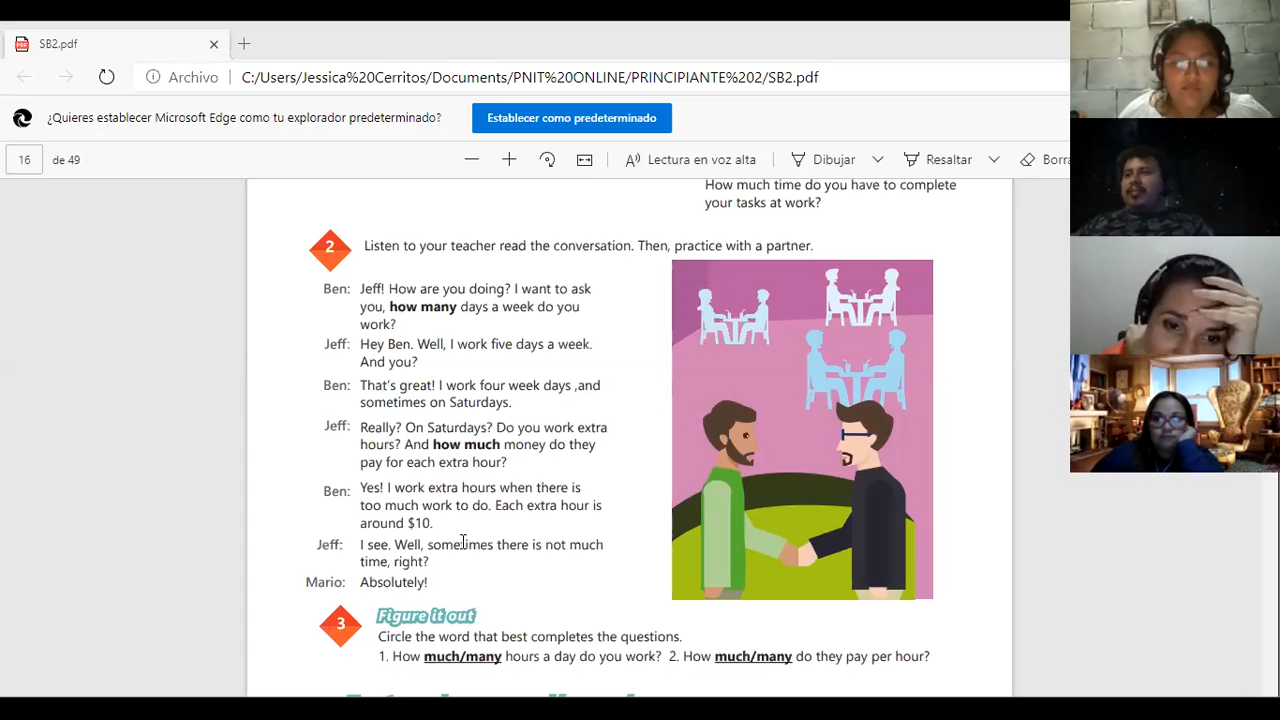 SB2.pdf
Archivo
C:/Users/Jessica%20Cerritos/Documents/PNIT%20ONLINE/PRINCIPIANTE%202/SB2.pdf
¿Quieres establecer Microsoft Edge como tu explorador predeterminado?
Establecer como predeterminado
16 de 49
Lectura en voz alta
Dibujar
Resaltar
Borra
How much time do you have to complete
your tasks at work?
2 Listen to your teacher read the conversation. Then, practice with a partner.
Ben: Jeff! How are you doing? I want to ask
you, how many days a week do you
work?
Jeff: Hey Ben. Well, I work five days a week.
And you?
Ben: That's great! I work four week days ,and
sometimes on Saturdays.
Jeff: Really? On Saturdays? Do you work extra
hours? And how much money do they
pay for each extra hour?
Ben: Yes! I work extra hours when there is
too much work to do. Each extra hour is
around $10.
Jeff: I see. Well, sometimes there is not much
time, right?
Mario: Absolutely!
3 Figure it out
Circle the word that best completes the questions.
1. How much/many hours a day do you work? 2. How much/many do they pay per hour?